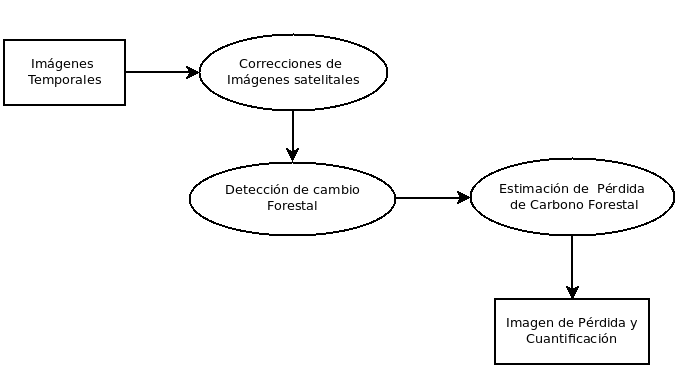 Imágenes
Temporales
Correcciones de
Imágenes satelitales
Detección de cambio
Forestal
Estimación de Pérdida
de Carbono Forestal
Imagen de Pérdida y
Cuantificación